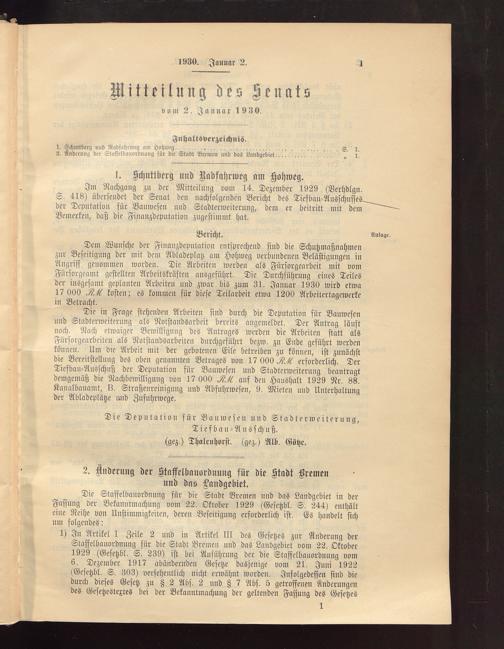 1930. Januar 2.
1
Mitteilung des Senats
vom 2. Januar 1930.
Inhaltsverzeichnis.
1. Schuttberg und Radfahrweg am Hohweg. S. 1.
2. Änderung der Staffelbauordnung für die Stadt Bremen und das Landgebiet. „ 1.
1. Schuttberg und Radfahrweg am Hohweg.
Im Nachgang zu der Mitteilung vom 14. Dezember 1929 (Verhdlgn.
S. 418) übersendet der Senat den nachfolgenden Bericht des Tiefbau-Ausschusses
der Deputation für Bauwesen und Stadterweiterung, dem er beitritt mit dem
Bemerken, daß die Finanzdeputation zugestimmt hat.
Bericht.
Anlage.
Dem Wunsche der Finanzdeputation entsprechend sind die Schutzmaßnahmen
zur Beseitigung der mit dem Abladeplatz am Hohweg verbundenen Belästigungen in
Angriff genommen worden. Die Arbeiten werden als Fürsorgearbeit mit vom
Fürsorgeamt gestellten Arbeitskräften ausgeführt. Die Durchführung eines Teiles
der insgesamt geplanten Arbeiten und zwar bis zum 31. Januar 1930 wird etwa
17 000 RM kosten; es kommen für diese Teilarbeit etwa 1200 Arbeitertagewerke
in Betracht.
Die in Frage stehenden Arbeiten sind durch die Deputation für Bauwesen
und Stadterweiterung als Notstandsarbeit bereits angemeldet. Der Antrag läuft
noch. Nach etwaiger Bewilligung des Antrages werden die Arbeiten statt als
Fürsorgearbeiten als Notstandsarbeiten durchgeführt bezw. zu Ende geführt werden
können. Um die Arbeit mit der gebotenen Eile betreiben zu können, ist zunächst
die Bereitstellung des oben genannten Betrages von 17 000 RM erforderlich. Der
Tiefbau-Ausschuß der Deputation für Bauwesen und Stadterweiterung beantragt
demgemäß die Nachbewilligung von 17 000 RM auf den Haushalt 1929 Nr. 88.
Kanalbauamt, B. Straßenreinigung und Abfuhrwesen, 9. Mieten und Unterhaltung
der Abladeplätze und Zufuhrwege.
Die Deputation für Bauwesen und Stadterweiterung,
Tiefbau-Ausschuß.
(gez.) Thalenhorst. (gez.) Alb. Götze.
2. Änderung der Staffelbauordnung für die Stadt Bremen
und das Landgebiet.
Die Staffelbauordnung für die Stadt Bremen und das Landgebiet in der
Fassung der Bekanntmachung vom 22. Oktober 1929 (Gesetzbl. S. 244) enthält
eine Reihe von Unstimmigkeiten, deren Beseitigung erforderlich ist. Es handelt sich
um folgendes:
1) In Artikel 1 Zeile 2 und in Artikel III des Gesetzes zur Änderung der
Staffelbauordnung für die Stadt Bremen und das Landgebiet vom 22. Oktober
1929 (Gesetzbl. S. 239) ist bei Anführung der die Staffelbauordnung vom
6. Dezember 1917 abändernden Gesetze dasjenige vom 21. Juni 1922
(Gesetzbl. S. 303) versehentlich nicht erwähnt worden. Infolgedessen sind die
durch dieses Gesetz zu § 2 Abs. 2 und § 7 Abs. 5 getroffenen Änderungen
des Gesetzestextes bei der Bekanntmachung der geltenden Fassung des Gesetzes
1